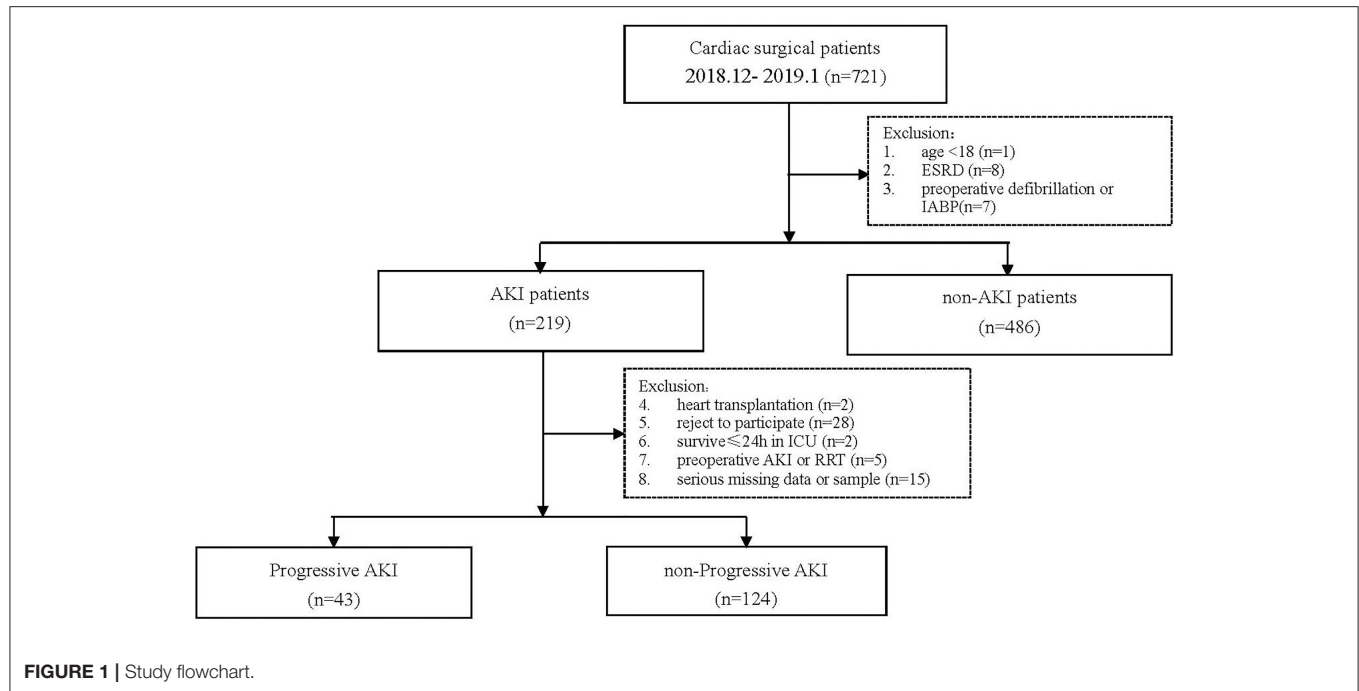 Cardiac surgical patients
2018.12- 2019.1 (n=721)
Exclusion:
1. age <18 (n=1)
2. ESRD (n=8)
3. preoperative defibrillation or
IABP(n=7)
AKI patients
(n=219)
non-AKI patients
(n=486)
Exclusion:
4. heart transplantation (n=2)
5. reject to participate (n=28)
6. survive≤24h in ICU (n=2)
7. preoperative AKI or RRT (n=5)
8. serious missing data or sample (n=15)
Progressive AKI
(n=43)
non-Progressive AKI
(n=124)
FIGURE 1 | Study flowchart.